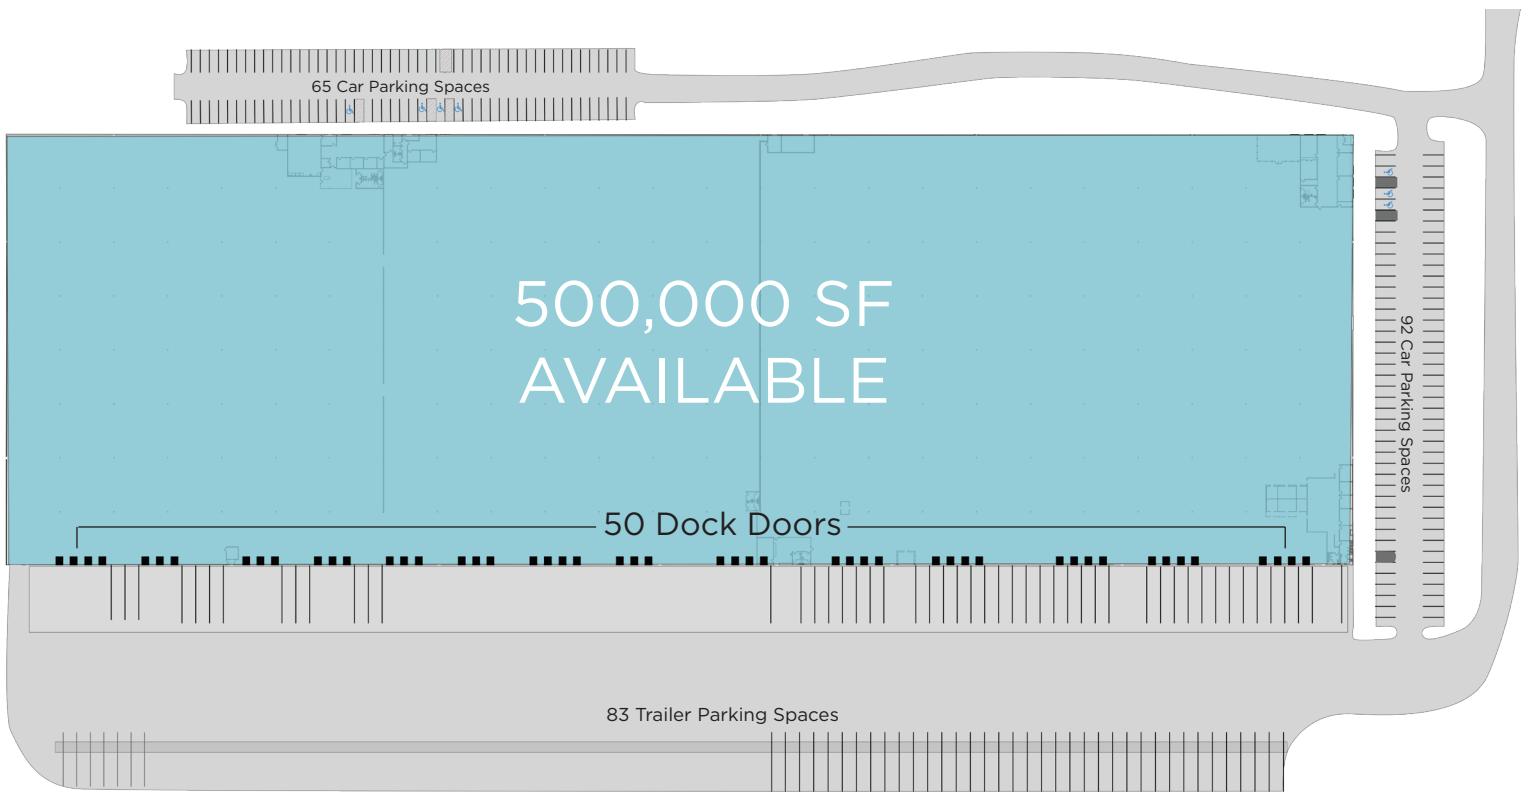 65 Car Parking Spaces
500,000 SF
AVAILABLE
92 Car Parking Spaces
50 Dock Doors
83 Trailer Parking Spaces